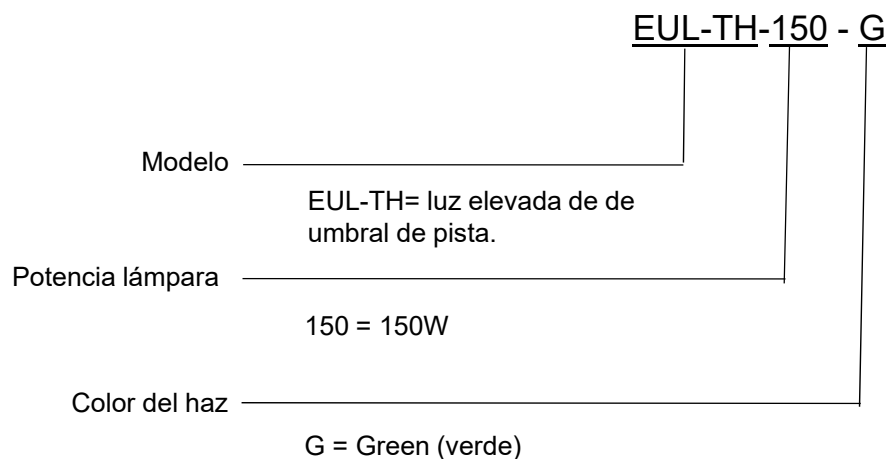 EUL-TH-150 - G
Modelo
EUL-TH= luz elevada de de
umbral de pista.
Potencia lámpara
150 = 150W
Color del haz
G = Green (verde)